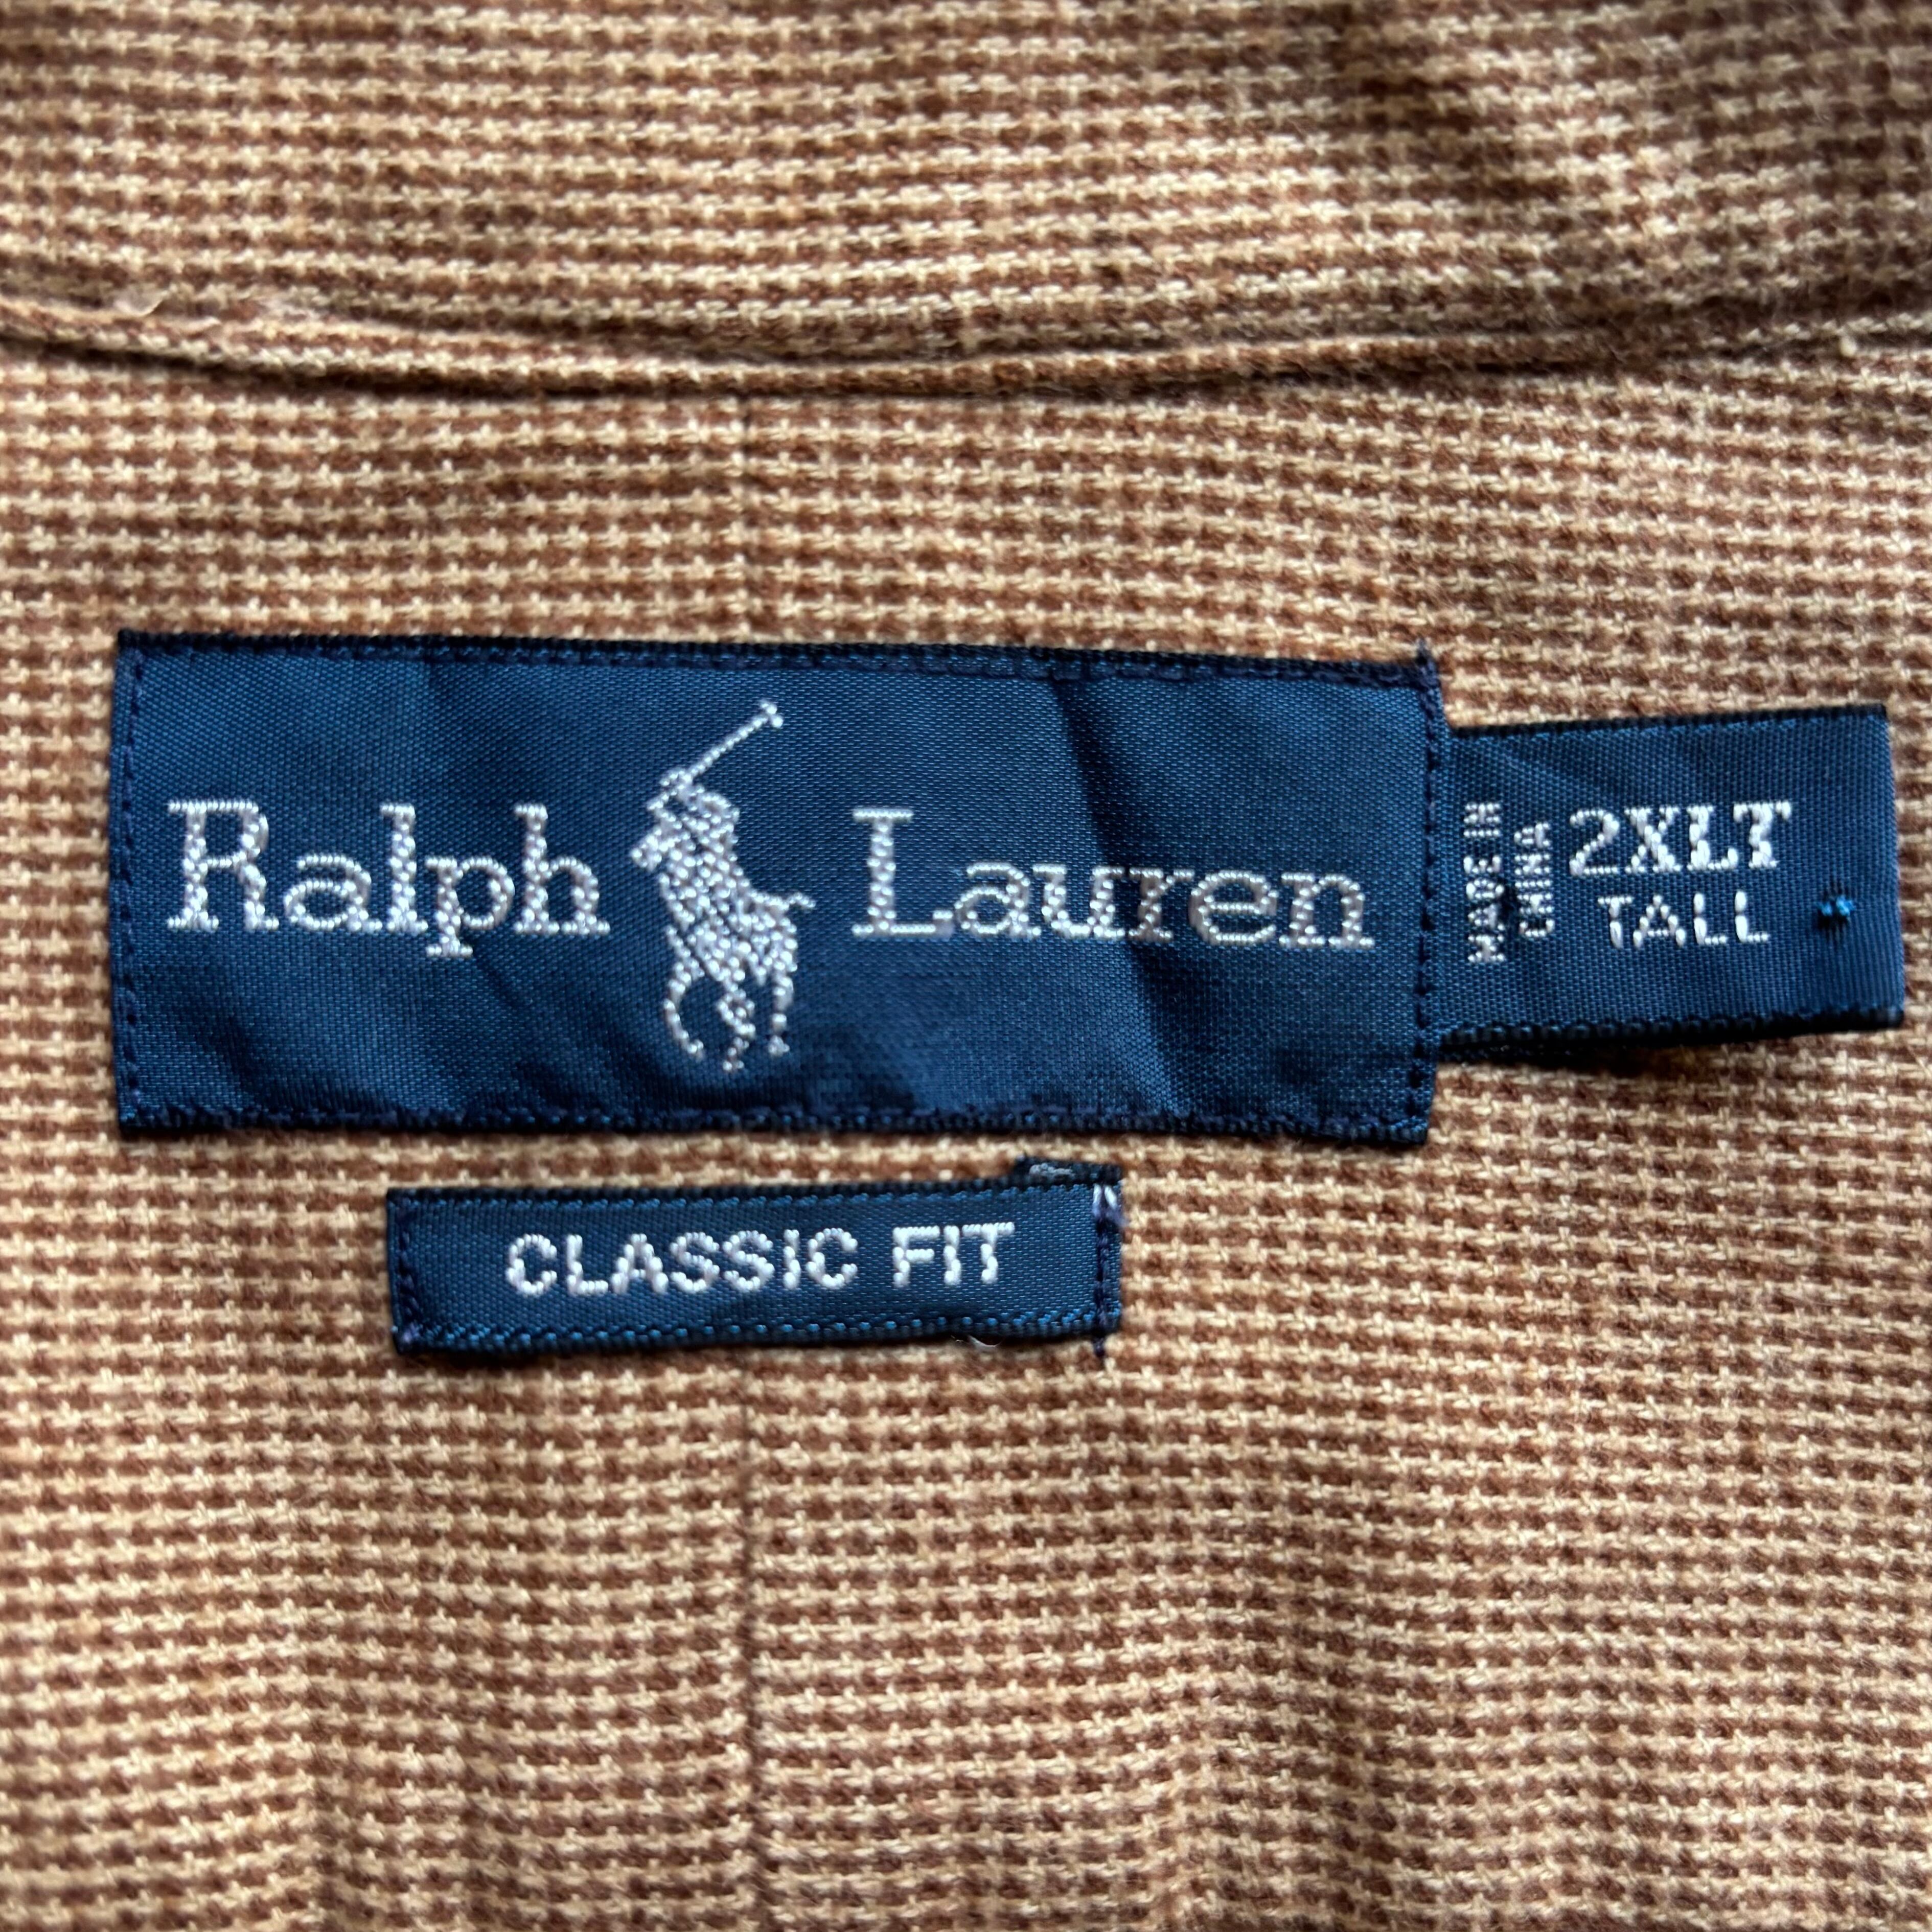 Ralph Lauren
MADE IN
CHINA
2XLT
TALL
CLASSIC FIT